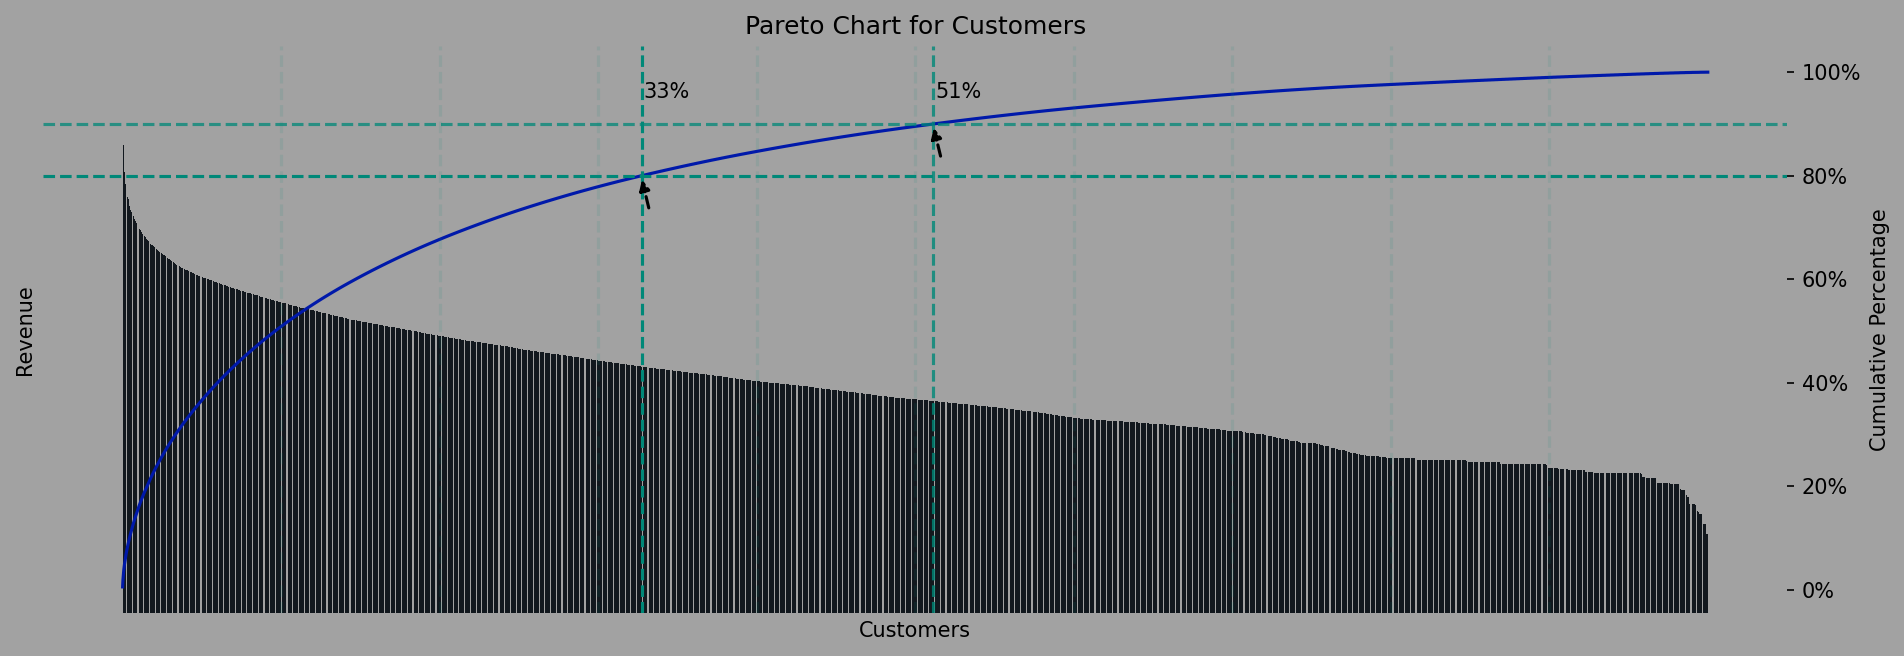 Pareto Chart for Customers
33%
51%
100%
80%
60%
40%
20%
0%
Revenue
Cumulative Percentage
Customers